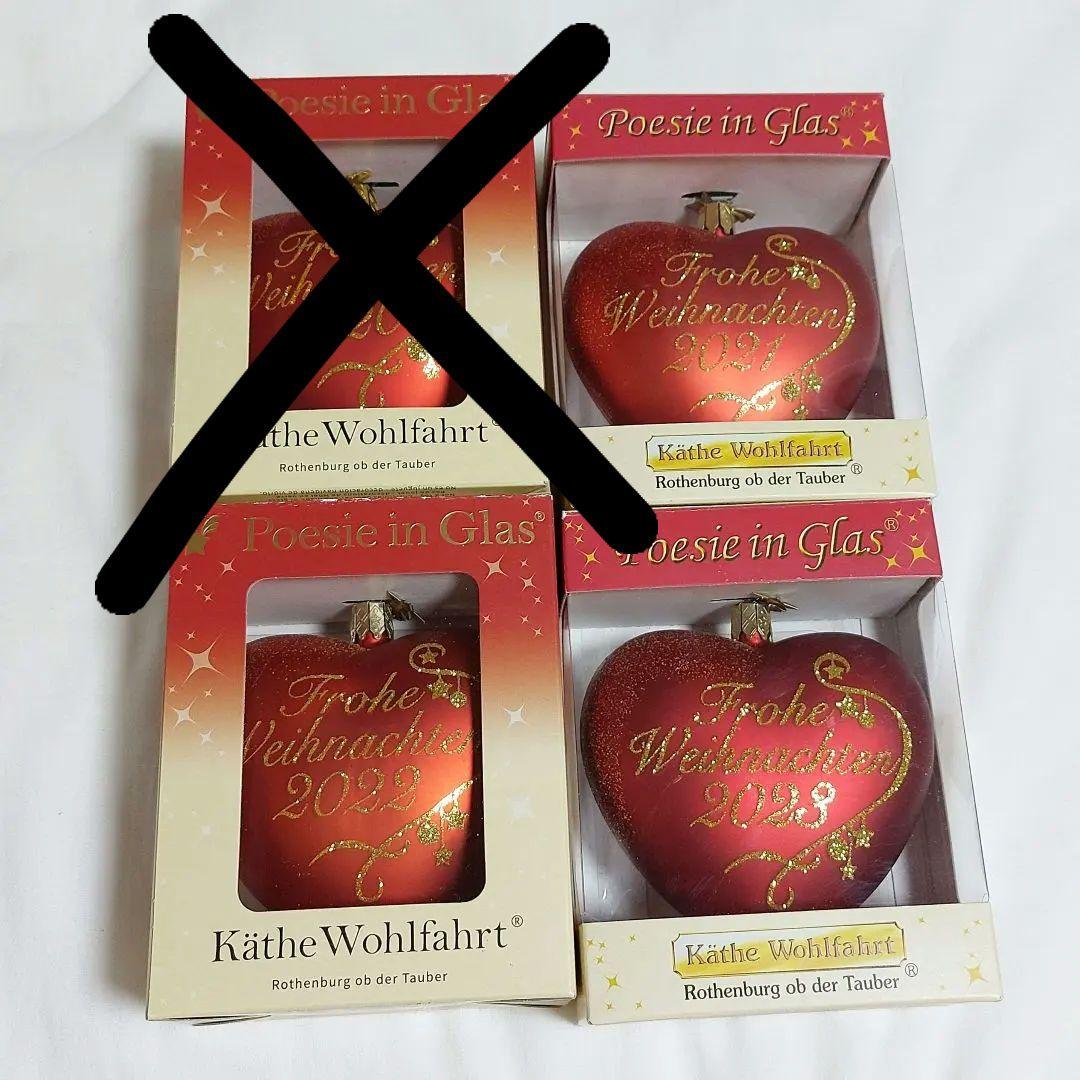 Poesie in
Wohlfahrt
Rothenburg ob der Tauber
Poesie in Glas®
Frohe
Weihnachten
2021
Käthe Wohlfahrt
Rothenburg ob der Tauber®
Poesie in Glas®
Frohe
Weihnachten
2022
Käthe Wohlfahrt®
Rothenburg ob der Tauber
Poesie in Glas®
Frohe
Weihnachten
2023
Käthe Wohlfahrt
Rothenburg ob der Tauber®